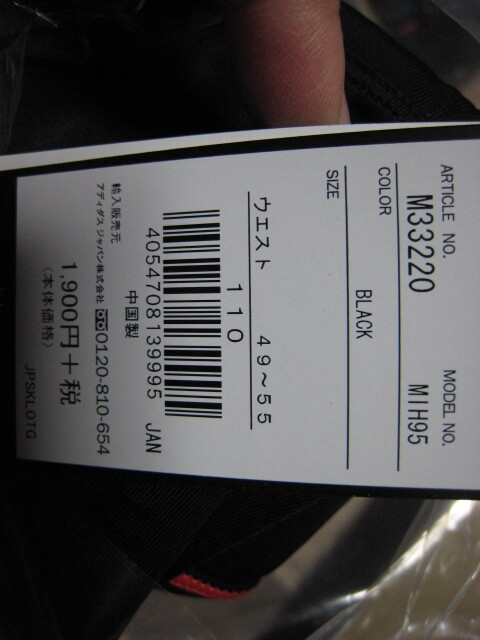 ARTICLE NO. MODEL NO.
M33220 MIH95
COLOR
BLACK
SIZE
ウエスト 49～55
110
4054708139995 JAN
中国製
輸入販売元
アディダス ジャパン株式会社 0120-810-654
1,900円＋税
(本体価格)
JPSKLOTG